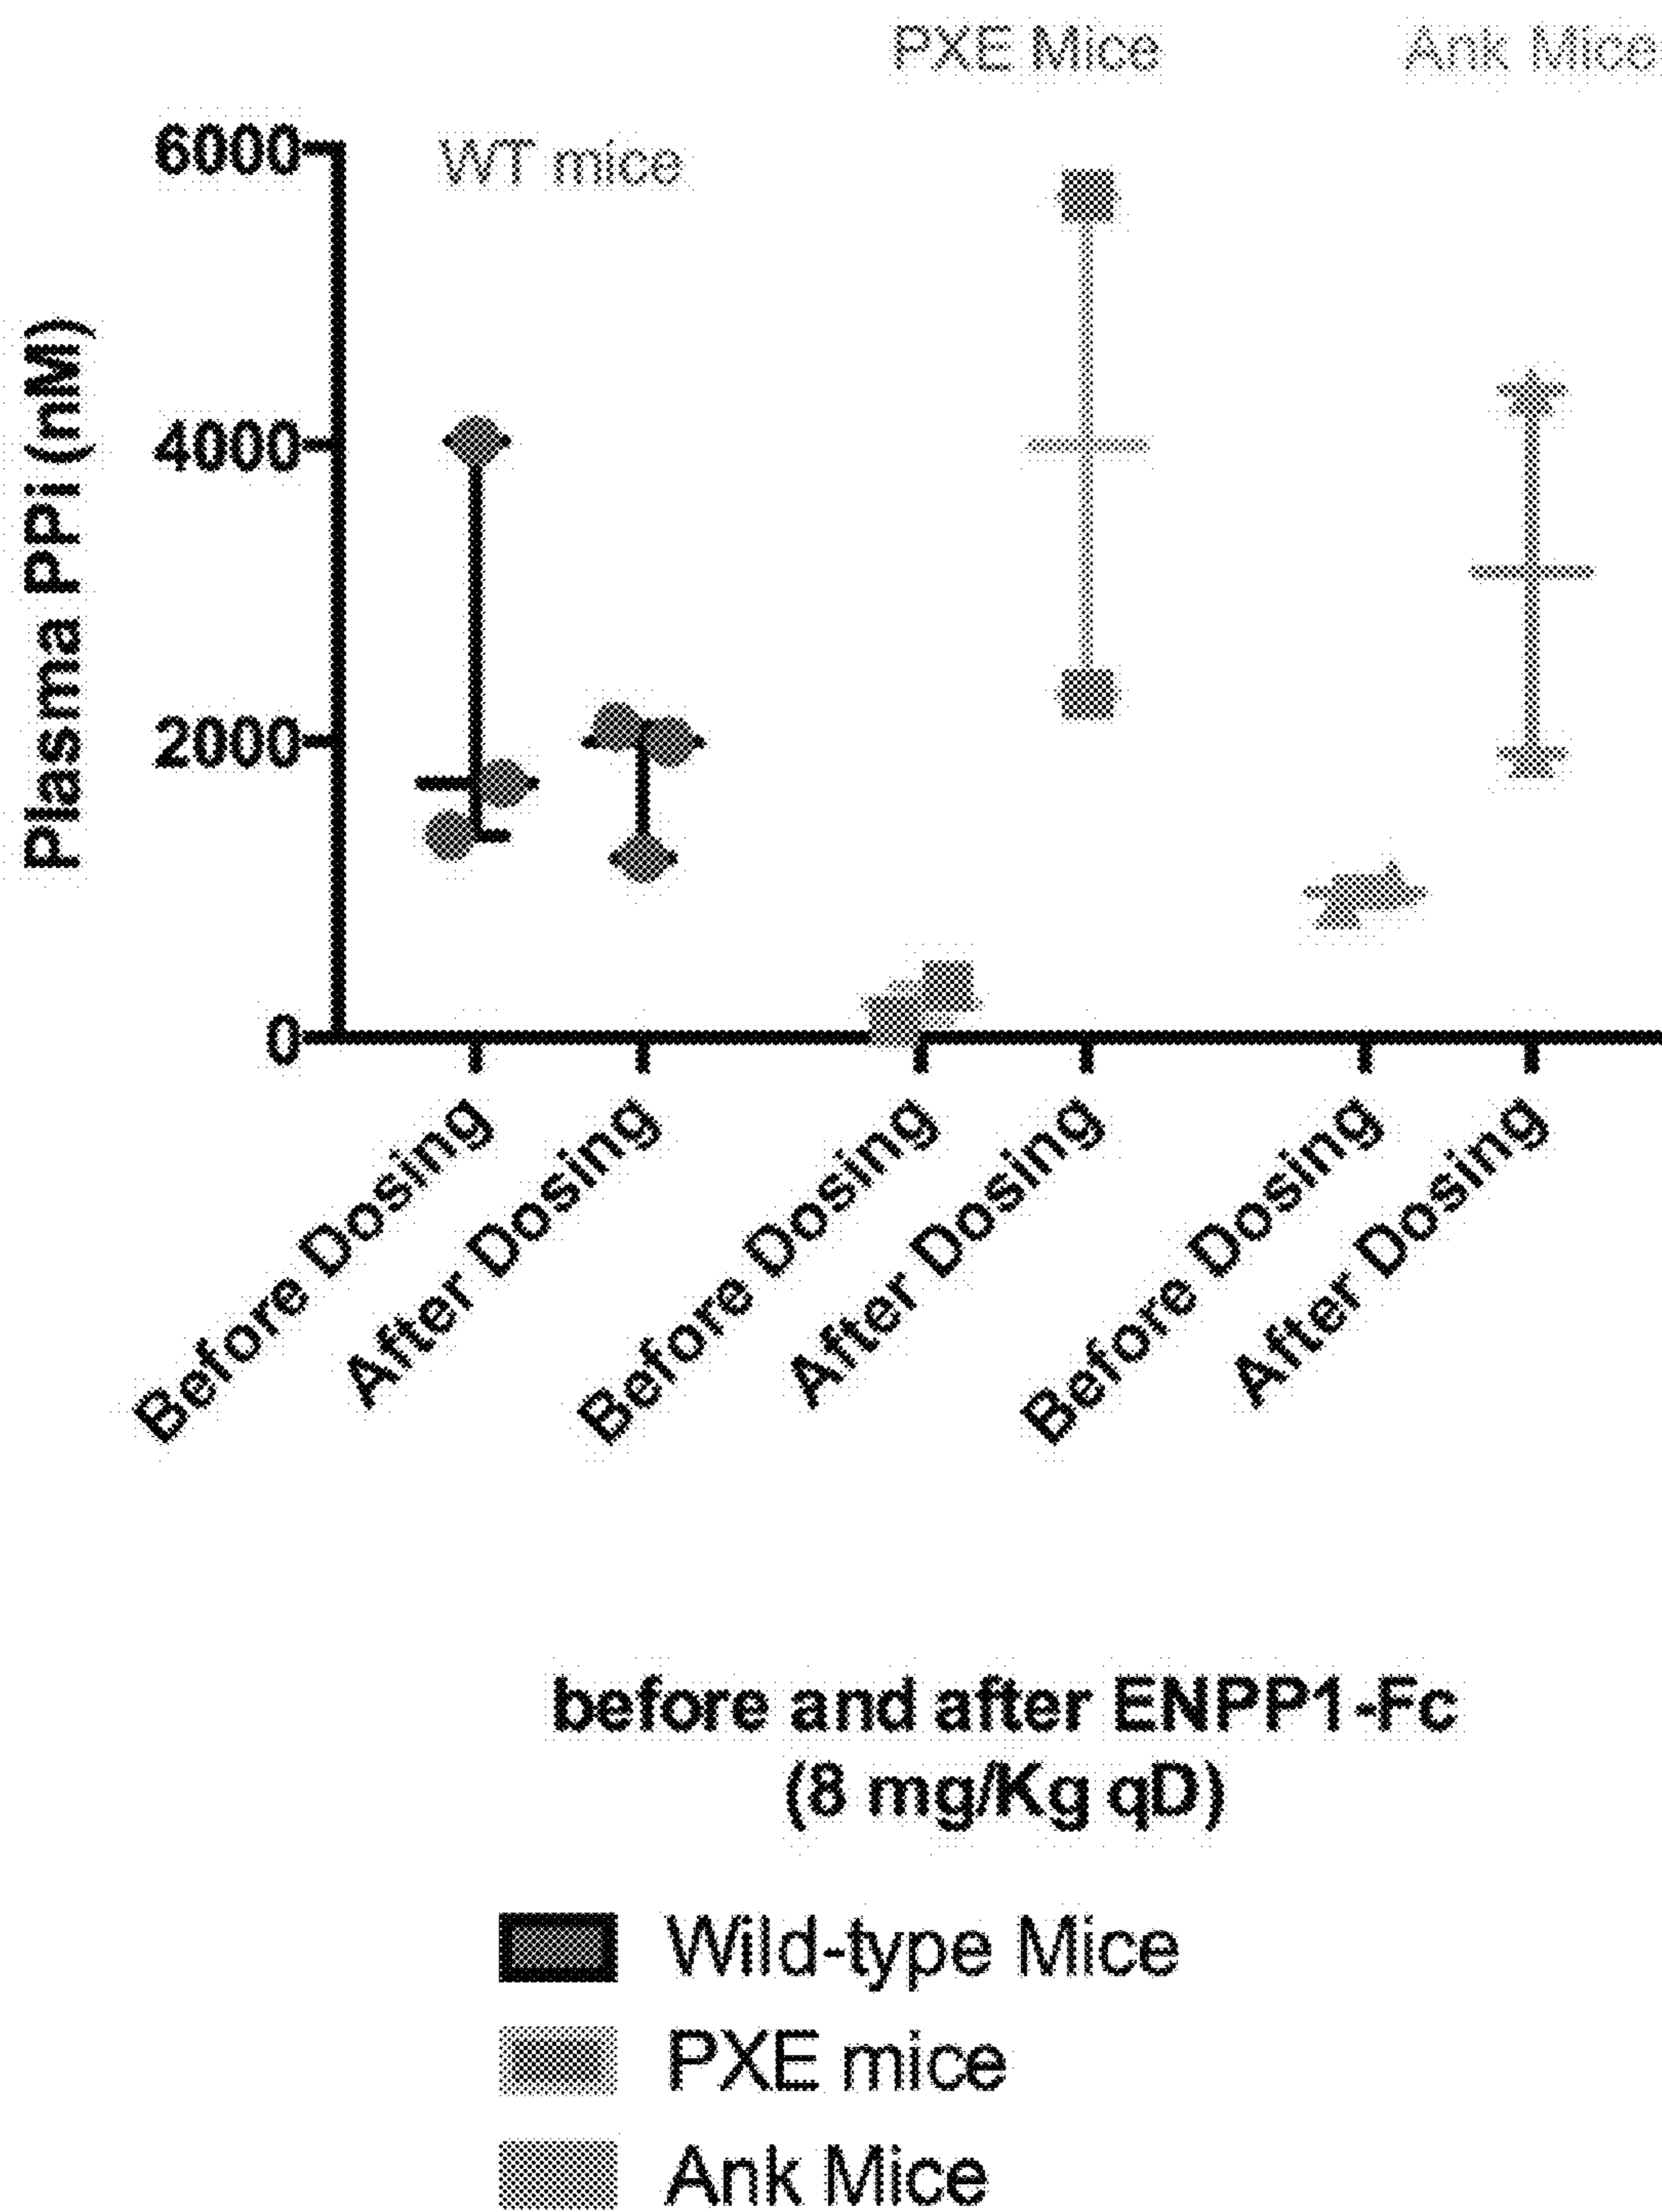 PXE Mice
Ank Mice
WT mice
6000
4000
2000
0
Plasma PPi (nM)
Before Dosing
After Dosing
Before Dosing
After Dosing
Before Dosing
After Dosing
before and after ENPP1-Fc
(8 mg/Kg qD)
Wild-type Mice
PXE mice
Ank Mice